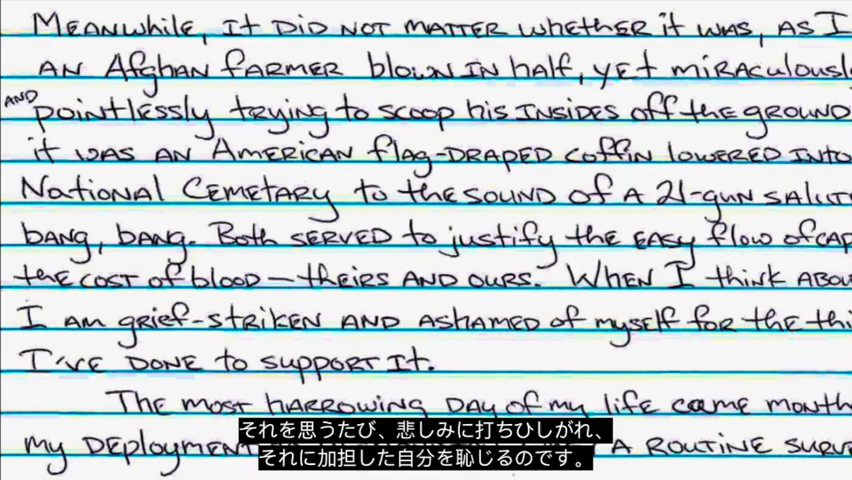 MEANWHILE, IT DID NOT MATTER WHETHER IT WAS, AS I
AN AFGHAN FARMER BLOWN IN HALF, YET MIRACULOUSL
AND
POINTLESSLY TRYING TO SCOOP HIS INSIDES OFF THE GROUND
IT WAS AN AMERICAN FLAG-DRAPED COFFIN LOWERED INTO
NATIONAL CEMETARY TO THE SOUND OF A 21-GUN SALUT
BANG, BANG. BOTH SERVED TO JUSTIFY THE EASY FLOW OF CAP
THE COST OF BLOOD—THEIRS AND OURS. WHEN I THINK ABOU
I AM GRIEF-STRIKEN AND ASHAMED OF MYSELF FOR THE THI
I'VE DONE TO SUPPORT IT.
THE MOST HARROWING DAY OF MY LIFE CAME MONTH
MY DEPLOYMENT A ROUTINE SURV
それを思うたび、悲しみに打ちひしがれ、
それに加担した自分を恥じるのです。